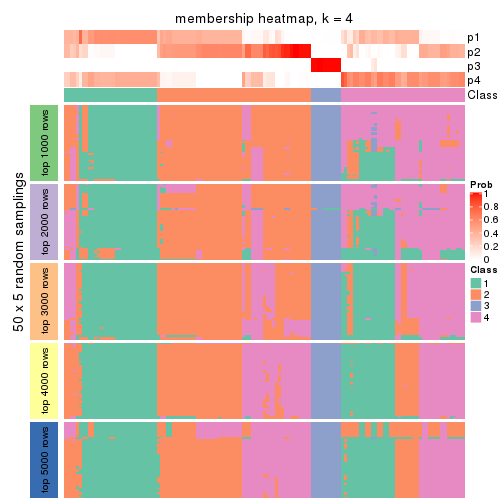 membership heatmap, k = 4
p1
p2
p3
p4
Class
50 x 5 random samplings
top 1000 rows
top 2000 rows
top 3000 rows
top 4000 rows
top 5000 rows
Prob
1
0.8
0.6
0.4
0.2
0
Class
1
2
3
4